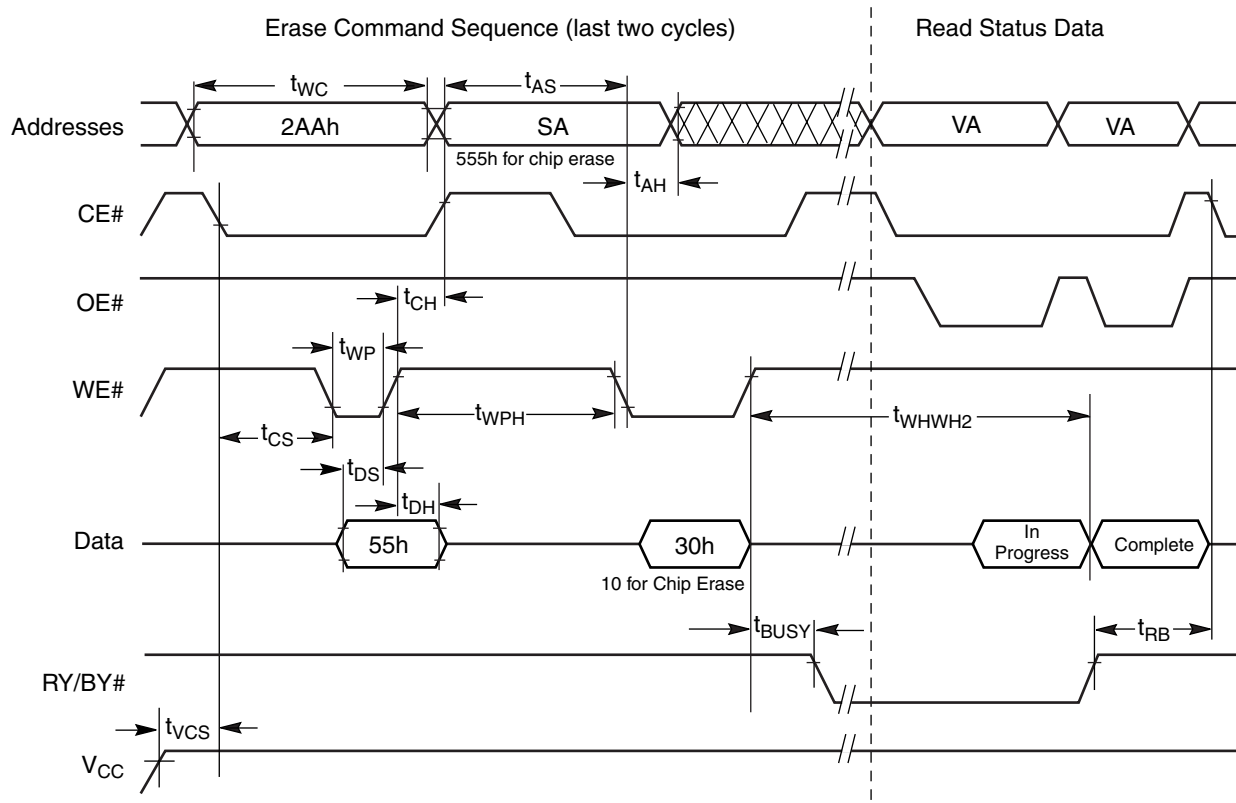 Erase Command Sequence (last two cycles)
Read Status Data
tWC
tAS
Addresses
2AAh
SA
VA
VA
555h for chip erase
tAH
CE#
OE#
tCH
tWP
WE#
tWPH
tWHWH2
tCS
tDS
tDH
Data
55h
30h
In
Progress
Complete
10 for Chip Erase
tBUSY
tRB
RY/BY#
tVCS
VCC